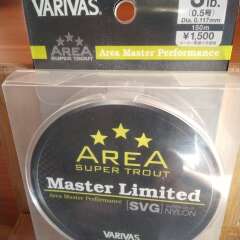 VARIVAS
lb.
(0.5号)
Dia. 0.117mm
150m
¥1,500
AREA
SUPER TROUT
Area Master Performance
AREA
SUPER TROUT
Master Limited
Area Master Performance
SVG
NYLON
VARIVAS